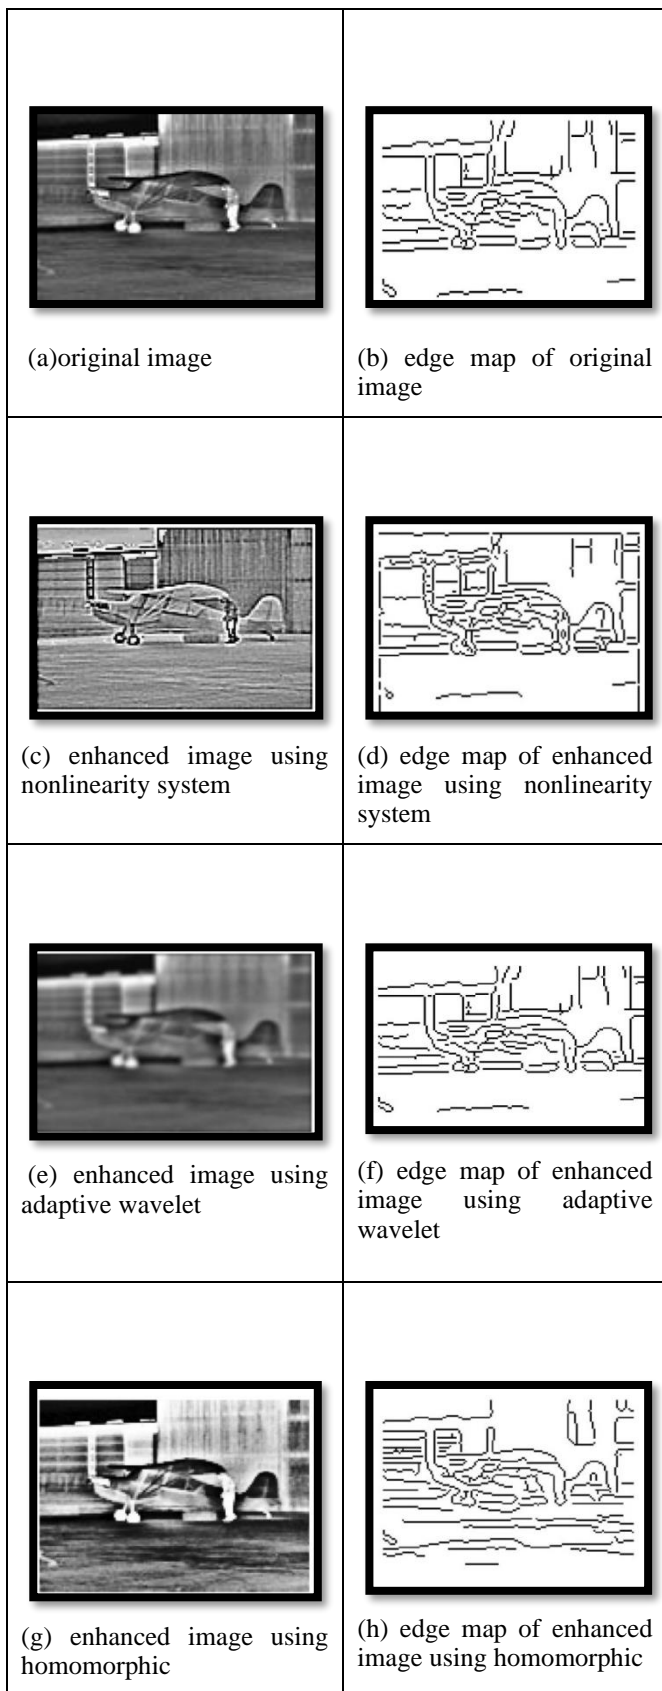 (a)original image
(b) edge map of original
image
(c) enhanced image using
nonlinearity system
(d) edge map of enhanced
image using nonlinearity
system
(e) enhanced image using
adaptive wavelet
(f) edge map of enhanced
image using adaptive
wavelet
(g) enhanced image using
homomorphic
(h) edge map of enhanced
image using homomorphic